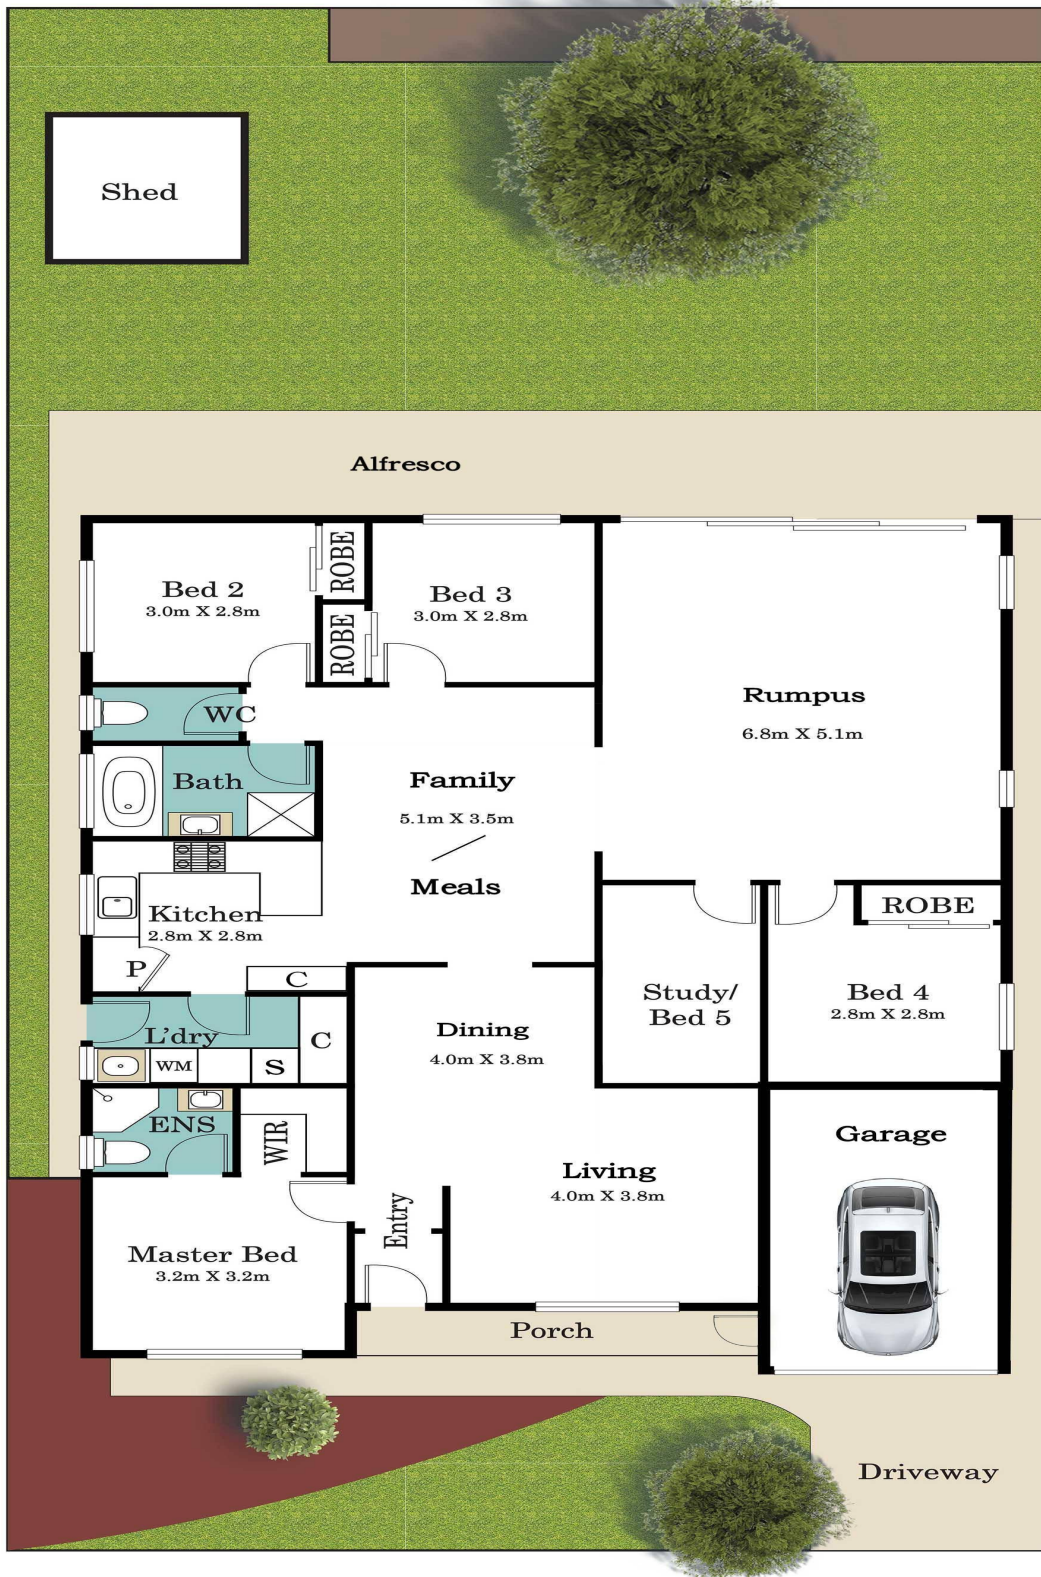 Shed
Alfresco
Bed 2
3.0m X 2.8m
ROBE
ROBE
Bed 3
3.0m X 2.8m
Rumpus
6.8m X 5.1m
WC
Bath
Family
5.1m X 3.5m
Meals
Kitchen
2.8m X 2.8m
P
C
ROBE
Study/
Bed 5
Bed 4
2.8m X 2.8m
L'dry
C
WM
S
Dining
4.0m X 3.8m
ENS
WIR
Garage
Living
4.0m X 3.8m
Entry
Master Bed
3.2m X 3.2m
Porch
Driveway